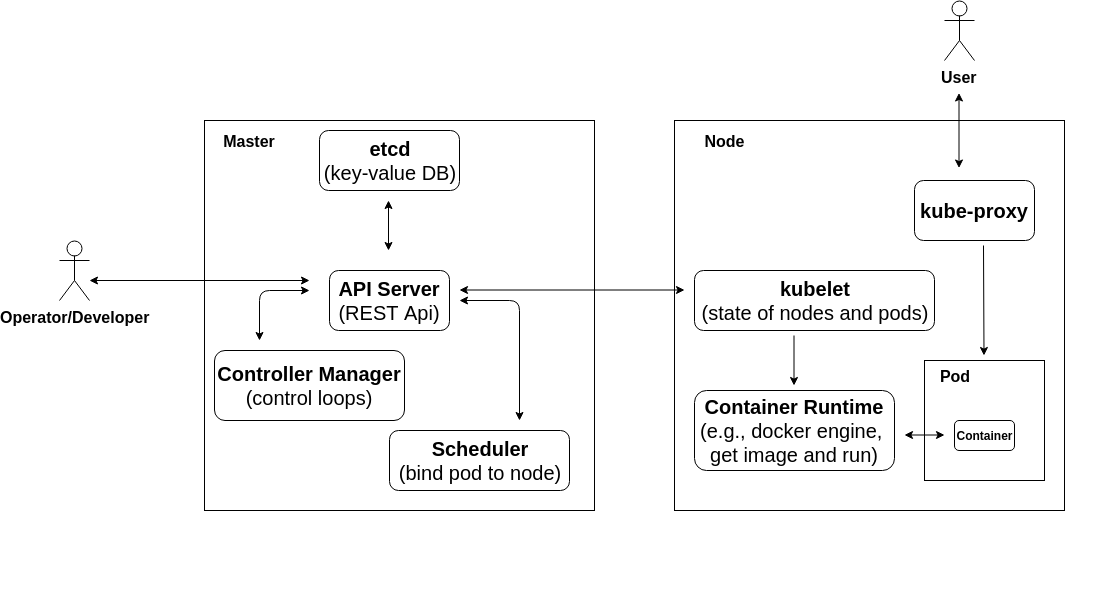 User
Master
etcd
(key-value DB)
Node
kube-proxy
Operator/Developer
API Server
(REST Api)
kubelet
(state of nodes and pods)
Controller Manager
(control loops)
Scheduler
(bind pod to node)
Container Runtime
(e.g., docker engine,
get image and run)
Pod
Container